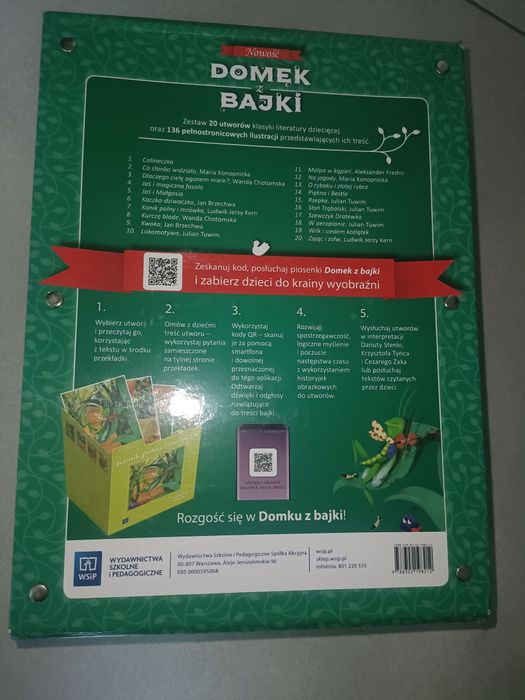 Nowość
DOMEK
z
BAJKI
Zestaw 20 utworów klasyki literatury dziecięcej
oraz 136 pełnostronicowych ilustracji przedstawiających ich treść.
1. Calineczka
2. Co słonko widziało, Maria Konopnicka
3. Dlaczego cielę ogonem miele?, Wanda Chotomska
4. Jaś i magiczna fasola
5. Jaś i Małgosia
6. Kaczka dziwaczka, Jan Brzechwa
7. Konik polny i mrówka, Ludwik Jerzy Kern
8. Kurczę blade, Wanda Chotomska
9. Kwoka, Jan Brzechwa
10. Lokomotywa, Julian Tuwim
11. Małpa w kąpieli, Aleksander Fredro
12. Na jagody, Maria Konopnicka
13. O rybaku i złotej rybce
14. Piękna i Bestia
15. Rzepka, Julian Tuwim
16. Słoń Trąbalski, Julian Tuwim
17. Szewczyk Dratewka
18. W aeroplanie, Julian Tuwim
19. Wilk i siedem koźlątek
20. Zając i żółw, Ludwik Jerzy Kern
Zeskanuj kod, posłuchaj piosenki Domek z bajki
i zabierz dzieci do krainy wyobraźni
1.
Wybierz utwór
i przeczytaj go,
korzystając
z tekstu w środku
przekładki.
2.
Omów z dziećmi
treść utworu –
wykorzystaj pytania
zamieszczone
na tylnej stronie
przekładek.
3.
Wykorzystaj
kody QR – skanuj
je za pomocą
smartfona
i dowolnej
przeznaczonej
do tego aplikacji.
Odtwarzaj
dźwięki i odgłosy
nawiązujące
do treści bajki.
4.
Rozwijaj
spostrzegawczość,
logiczne myślenie
i poczucie
następstwa czasu
z wykorzystaniem
historyjek
obrazkowych
do utworów.
5.
Wysłuchaj utworów
w interpretacji
Danuty Stenki,
Krzysztofa Tyńca
i Cezarego Żaka
lub posłuchaj
tekstów czytanych
przez dzieci.
Rozgość się w Domku z bajki!
WSiP
WYDAWNICTWA
SZKOLNE
i PEDAGOGICZNE
Wydawnictwa Szkolne i Pedagogiczne Spółka Akcyjna
00-807 Warszawa, Aleje Jerozolimskie 96
KRS 0000595068
wsip.pl
sklep.wsip.pl
infolinia: 801 220 555
9 788302 198212